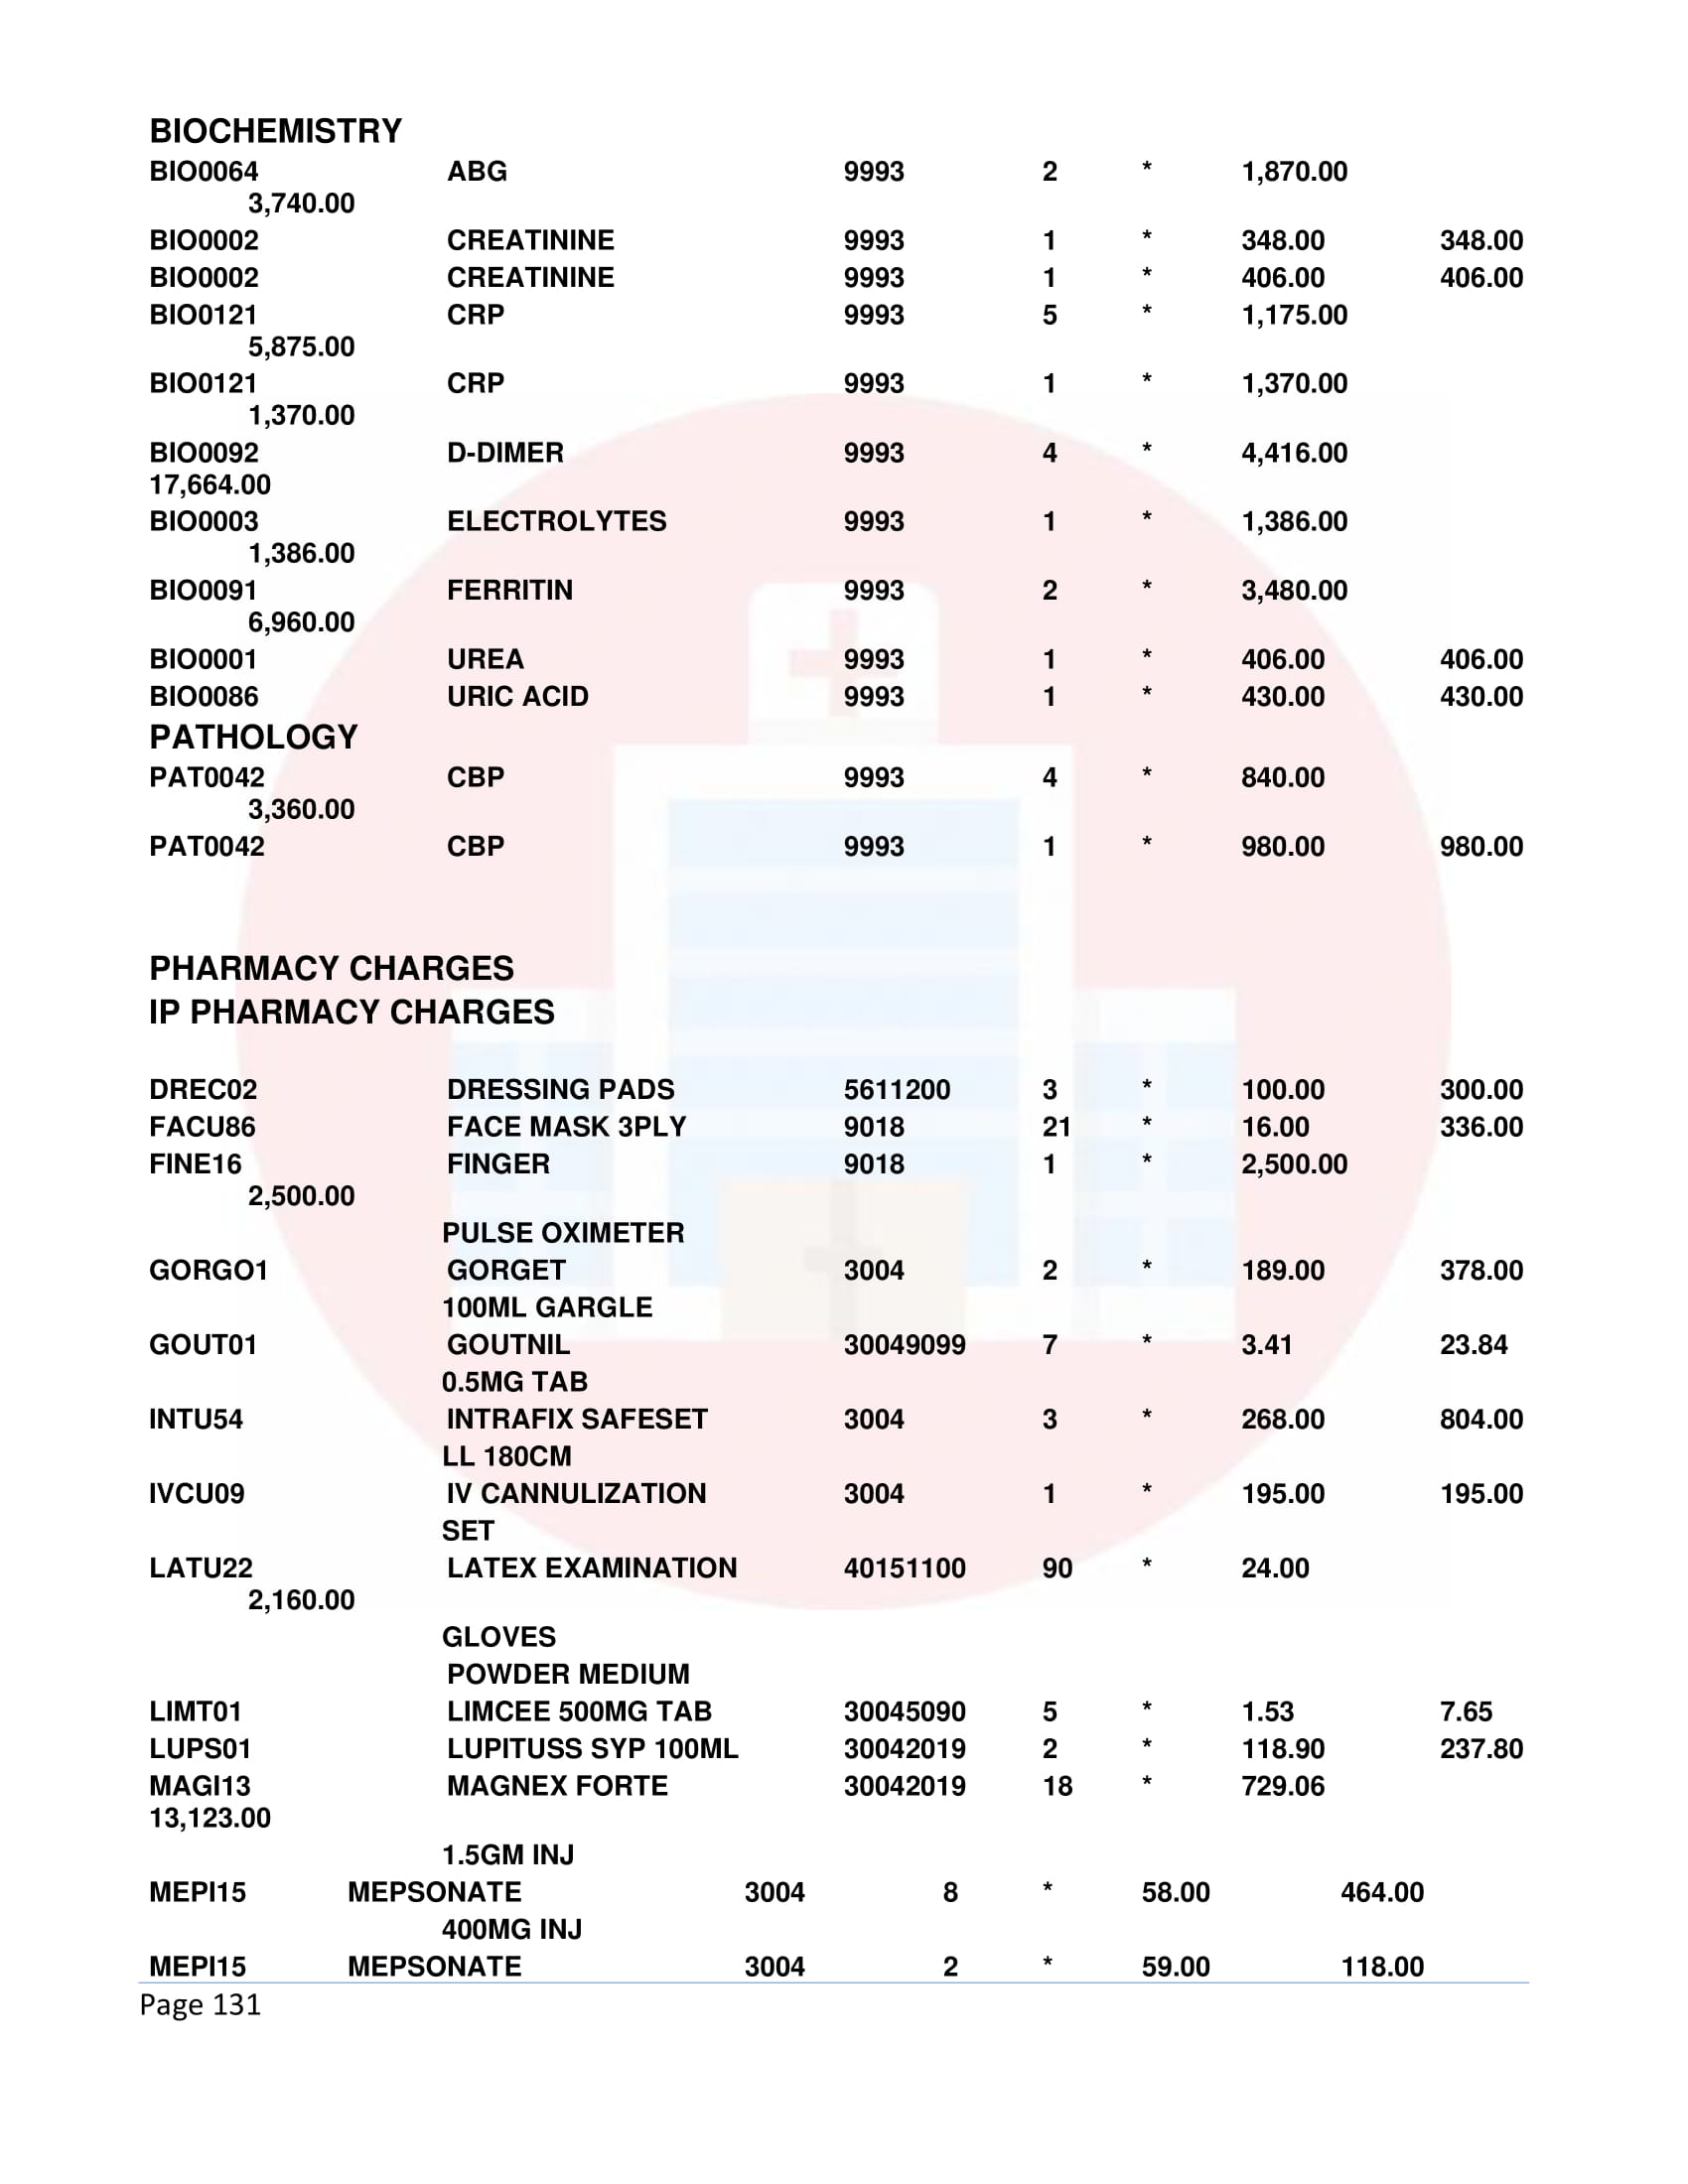 BIOCHEMISTRY
BIO0064 ABG 9993 2 * 1,870.00
3,740.00
BIO0002 CREATININE 9993 1 * 348.00 348.00
BIO0002 CREATININE 9993 1 * 406.00 406.00
BIO0121 CRP 9993 5 * 1,175.00
5,875.00
BIO0121 CRP 9993 1 * 1,370.00
1,370.00
BIO0092 D-DIMER 9993 4 * 4,416.00
17,664.00
BIO0003 ELECTROLYTES 9993 1 * 1,386.00
1,386.00
BIO0091 FERRITIN 9993 2 * 3,480.00
6,960.00
BIO0001 UREA 9993 1 * 406.00 406.00
BIO0086 URIC ACID 9993 1 * 430.00 430.00
PATHOLOGY
PAT0042 CBP 9993 4 * 840.00
3,360.00
PAT0042 CBP 9993 1 * 980.00 980.00
PHARMACY CHARGES
IP PHARMACY CHARGES
DREC02 DRESSING PADS 5611200 3 * 100.00 300.00
FACU86 FACE MASK 3PLY 9018 21 * 16.00 336.00
FINE16 FINGER 9018 1 * 2,500.00
2,500.00
PULSE OXIMETER
GORGO1 GORGET 3004 2 * 189.00 378.00
100ML GARGLE
GOUT01 GOUTNIL 30049099 7 * 3.41 23.84
0.5MG TAB
INTU54 INTRAFIX SAFESET 3004 3 * 268.00 804.00
LL 180CM
IVCU09 IV CANNULIZATION 3004 1 * 195.00 195.00
SET
LATU22 LATEX EXAMINATION 40151100 90 * 24.00
2,160.00
GLOVES
POWDER MEDIUM
LIMT01 LIMCEE 500MG TAB 30045090 5 * 1.53 7.65
LUPS01 LUPITUSS SYP 100ML 30042019 2 * 118.90 237.80
MAGI13 MAGNEX FORTE 30042019 18 * 729.06
13,123.00
1.5GM INJ
MEPI15 MEPSONATE 3004 8 * 58.00 464.00
400MG INJ
MEPI15 MEPSONATE 3004 2 * 59.00 118.00
Page 131